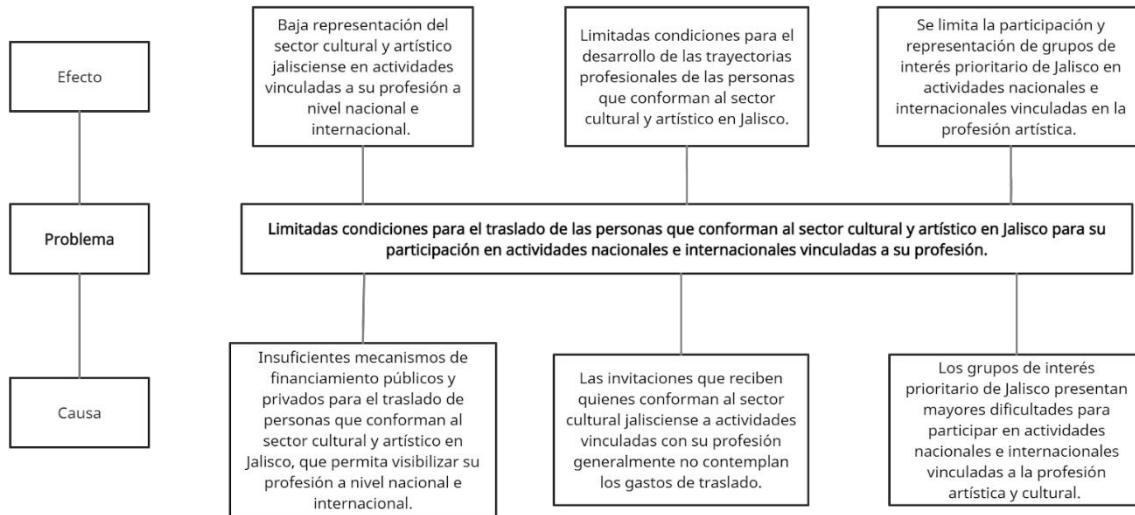 Efecto
Baja representación del
sector cultural y artístico
jalisciense en actividades
vinculadas a su profesión a
nivel nacional e
internacional.
Limitadas condiciones para el
desarrollo de las trayectorias
profesionales de las personas
que conforman al sector
cultural y artístico en Jalisco.
Se limita la participación y
representación de grupos de
interés prioritario de Jalisco en
actividades nacionales e
internacionales vinculadas en la
profesión artística.
Problema
Limitadas condiciones para el traslado de las personas que conforman al sector cultural y artístico en Jalisco para su
participación en actividades nacionales e internacionales vinculadas a su profesión.
Causa
Insuficientes mecanismos de
financiamiento públicos y
privados para el traslado de
personas que conforman al
sector cultural y artístico en
Jalisco, que permita visibilizar su
profesión a nivel nacional e
internacional.
Las invitaciones que reciben
quienes conforman al sector
cultural jalisciense a actividades
vinculadas con su profesión
generalmente no contemplan
los gastos de traslado.
Los grupos de interés
prioritario de Jalisco presentan
mayores dificultades para
participar en actividades
nacionales e internacionales
vinculadas a la profesión
artística y cultural.